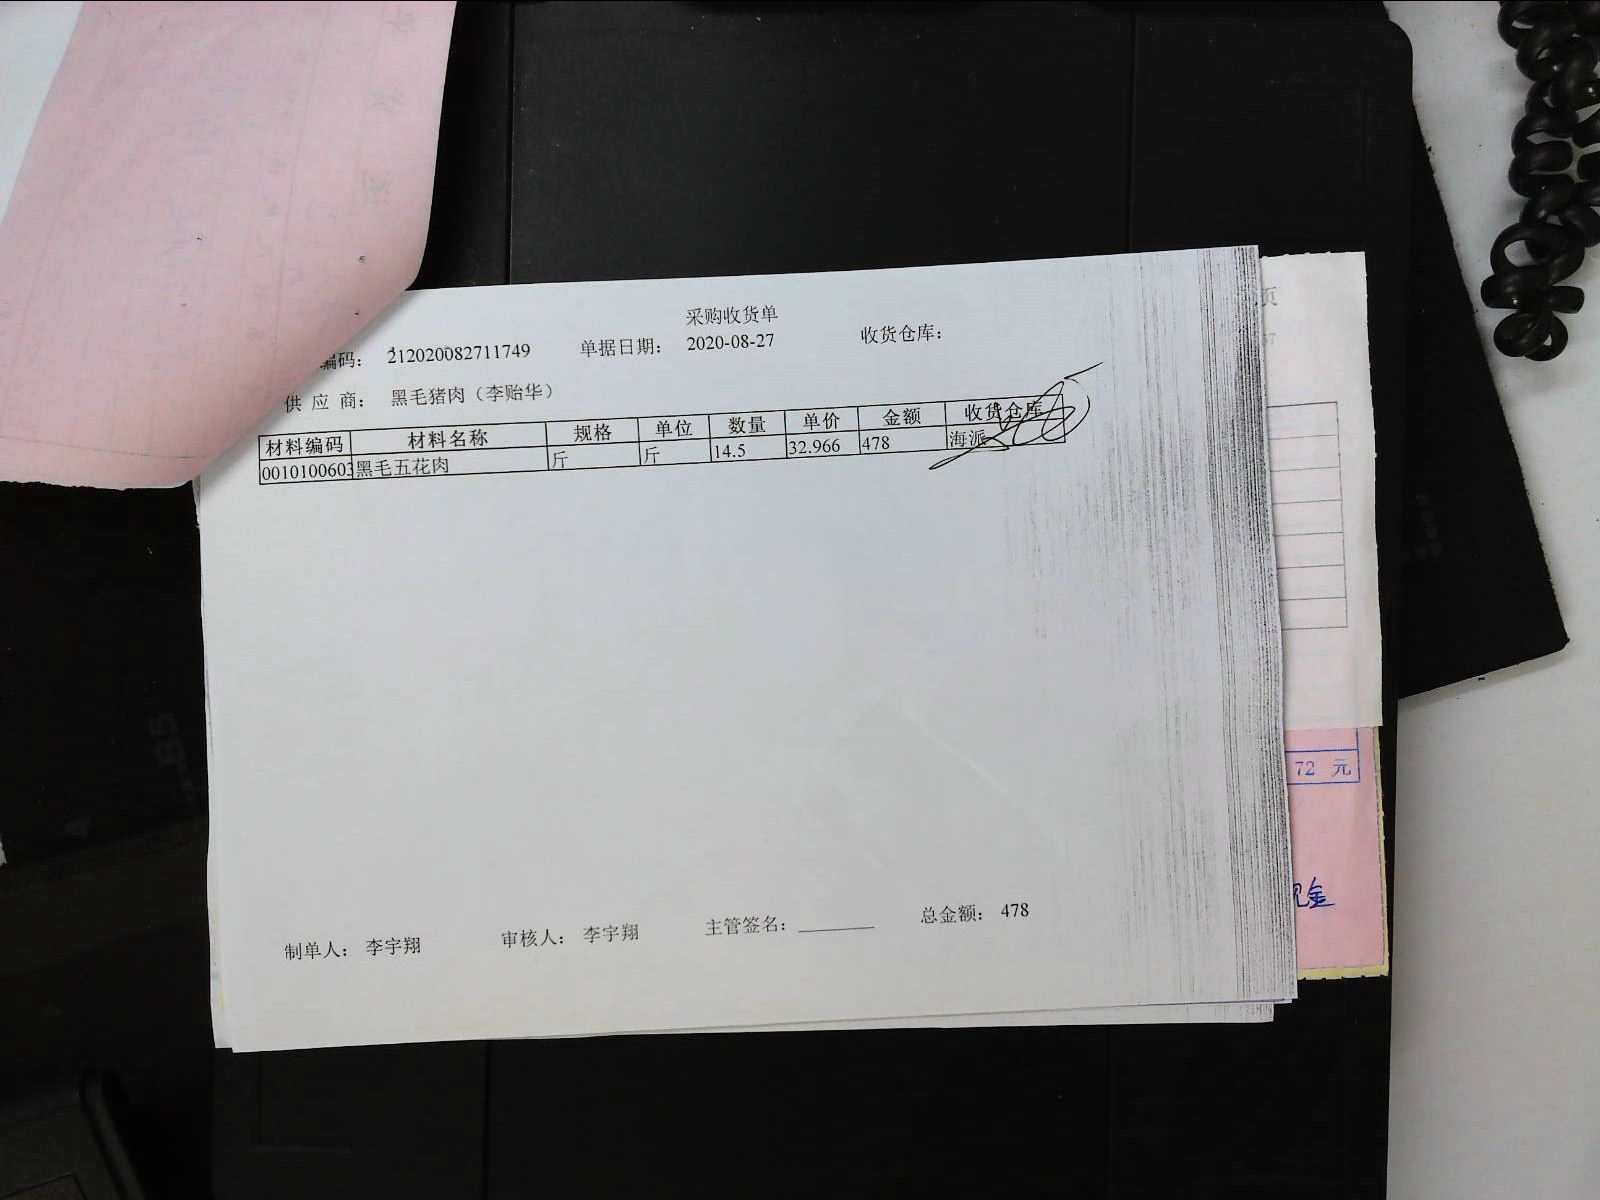 采购收货单
编码： 212020082711749 单据日期： 2020-08-27 收货仓库：
供 应 商： 黑毛猪肉（李贻华）
材料编码 材料名称 规格 单位 数量 单价 金额 收货仓库
0010100603 黑毛五花肉 斤 斤 14.5 32.966 478 海派
72 元
现金
制单人： 李宇翔 审核人： 李宇翔 主管签名： 总金额： 478